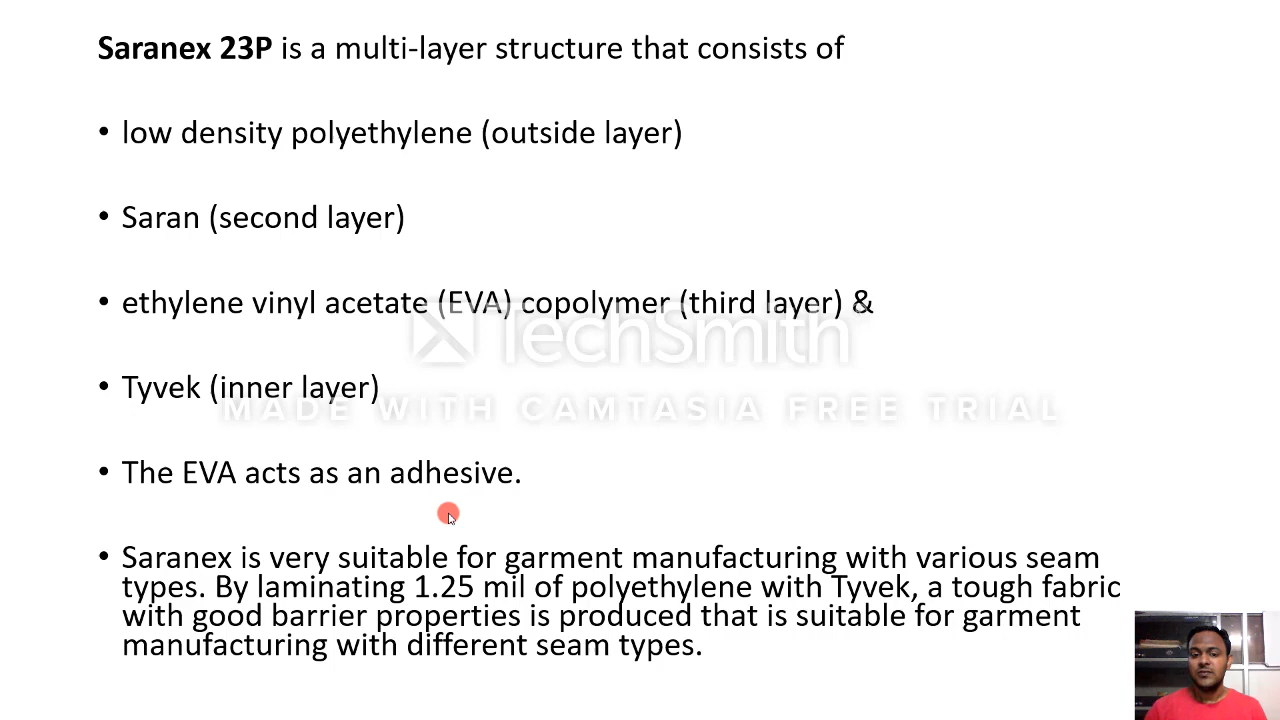 Saranex 23P is a multi-layer structure that consists of
• low density polyethylene (outside layer)
• Saran (second layer)
• ethylene vinyl acetate (EVA) copolymer (third layer) &
TechSmith
• Tyvek (inner layer)
MADE WITH CAMTASIA FREE TRIAL
• The EVA acts as an adhesive.
• Saranex is very suitable for garment manufacturing with various seam
types. By laminating 1.25 mil of polyethylene with Tyvek, a tough fabric
with good barrier properties is produced that is suitable for garment
manufacturing with different seam types.